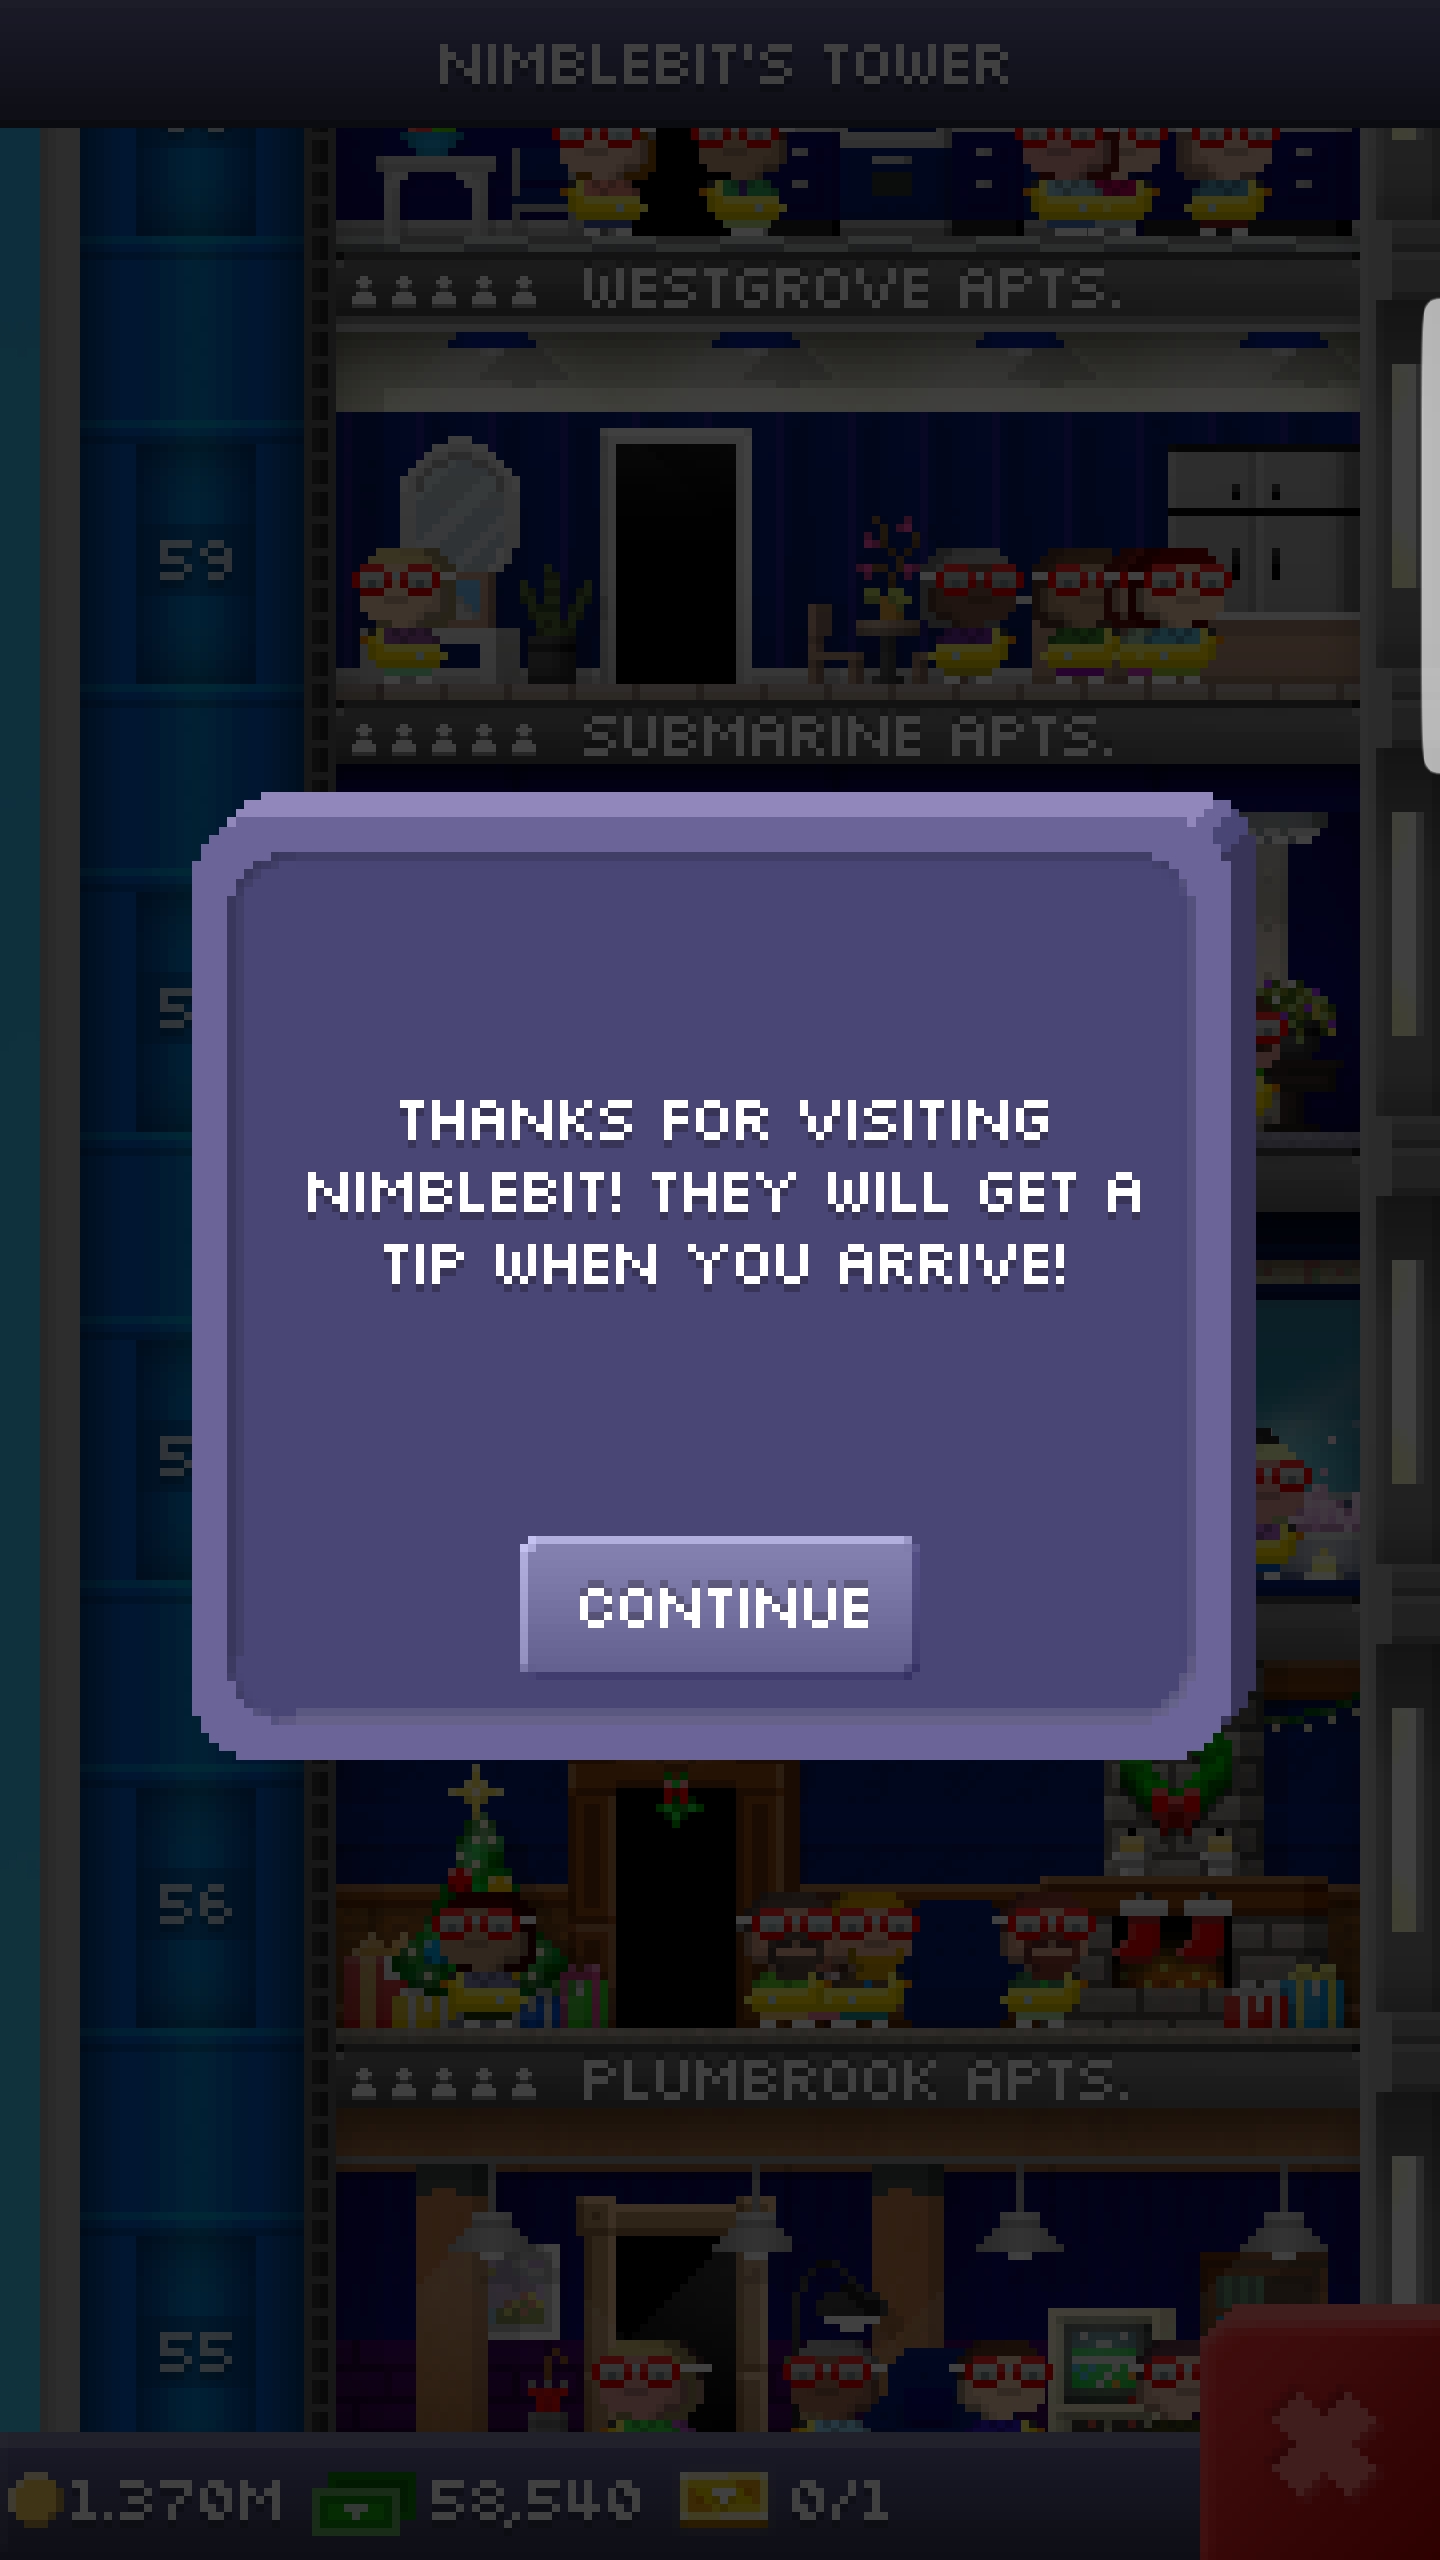 NIMBLEBIT'S TOWER
WESTGROVE APTS.
59
SUBMARINE APTS.
THANKS FOR VISITING
NIMBLEBIT! THEY WILL GET A
TIP WHEN YOU ARRIVE!
CONTINUE
56
PLUMBROOK APTS.
55
1.370M 58,540 0/1